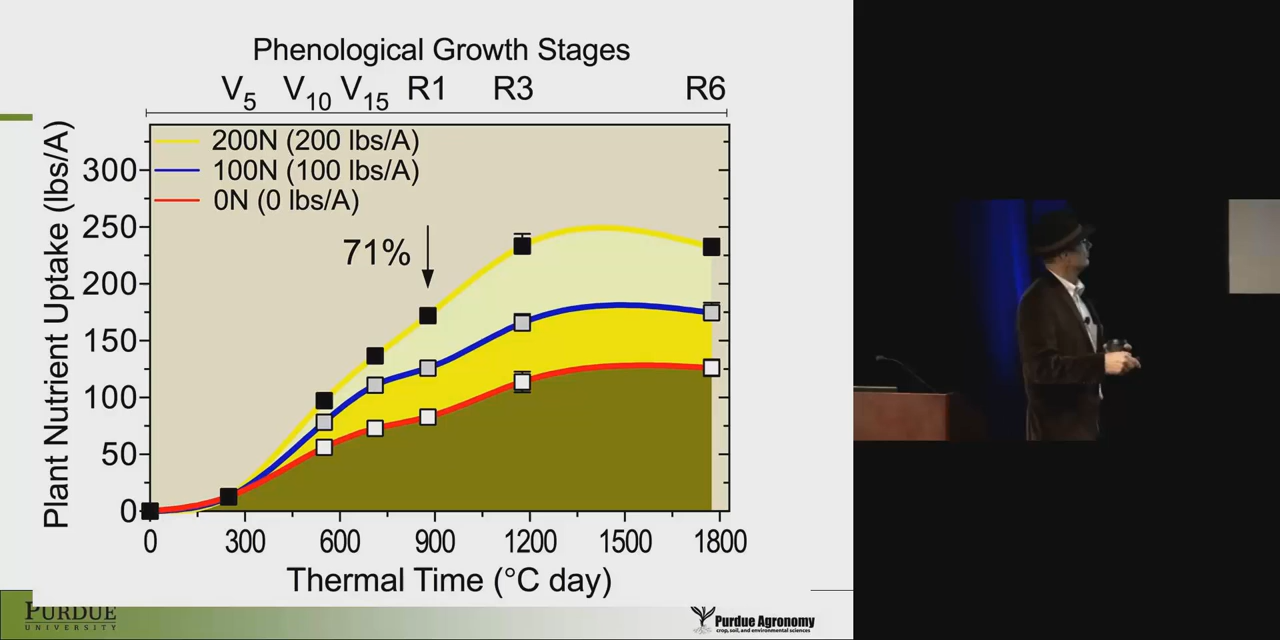 Phenological Growth Stages
V5 V10 V15 R1 R3 R6
200N (200 lbs/A)
100N (100 lbs/A)
0N (0 lbs/A)
71%
Plant Nutrient Uptake (lbs/A)
300
250
200
150
100
50
0
0 300 600 900 1200 1500 1800
Thermal Time (°C day)
PURDUE
UNIVERSITY
Purdue Agronomy
crop, soil, and environmental sciences